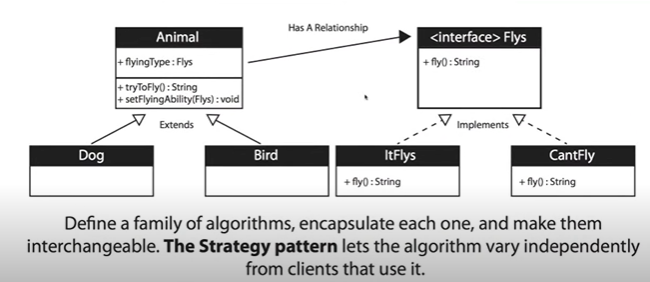 Has A Relationship
Animal
+ flyingType : Flys
+ tryToFly() : String
+ setFlyingAbility(Flys) : void
<interface> Flys
+ fly() : String
Extends
Implements
Dog
Bird
ItFlys
+ fly() : String
CantFly
+ fly() : String
Define a family of algorithms, encapsulate each one, and make them
interchangeable. The Strategy pattern lets the algorithm vary independently
from clients that use it.